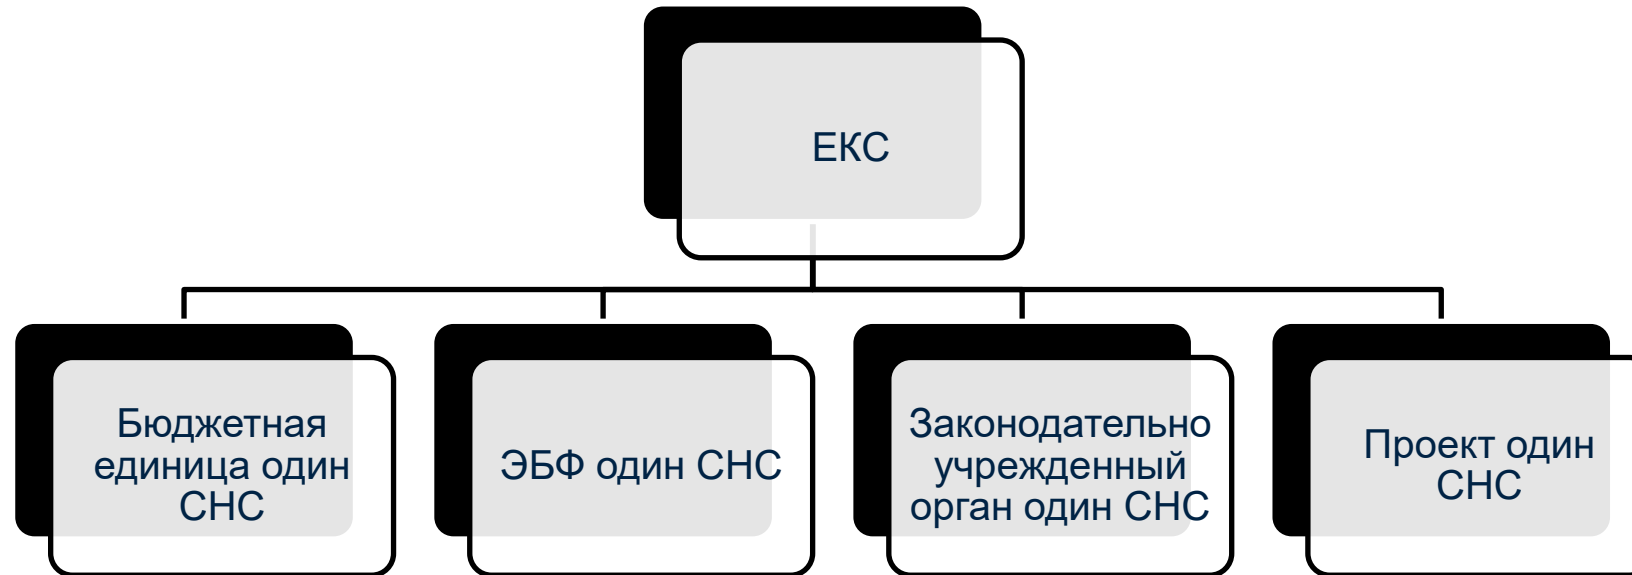 ЕКС
Бюджетная
единица один
СНС
ЭБФ один СНС
Законодательно
учрежденный
орган один СНС
Проект один
СНС